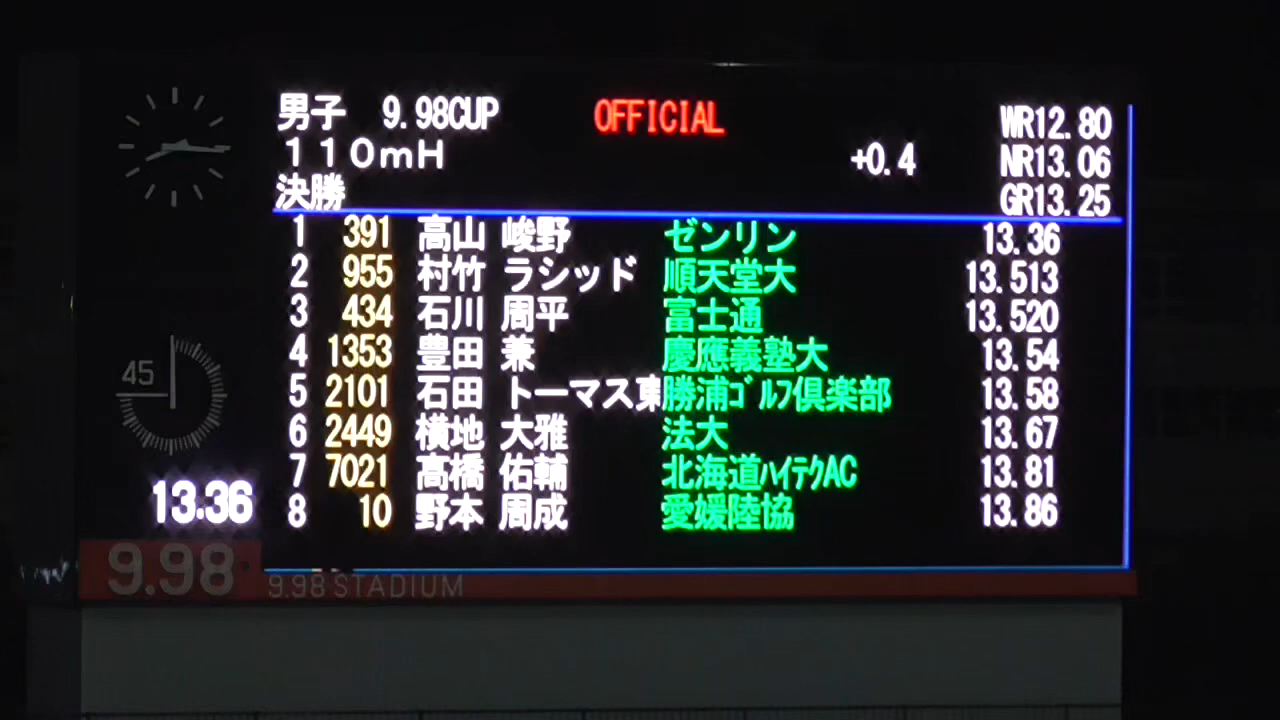 男子 9.98CUP OFFICIAL WR12.80
110mH +0.4 NR13.06
決勝 GR13.25
1 391 高山 峻野 ゼンリン 13.36
2 955 村竹 ラシッド 順天堂大 13.513
3 434 石川 周平 富士通 13.520
4 1353 豊田 兼 慶應義塾大 13.54
5 2101 石田 トーマス東 勝浦ｺﾞﾙﾌ倶楽部 13.58
6 2449 横地 大雅 法大 13.67
7 7021 髙橋 佑輔 北海道ﾊｲﾃｸAC 13.81
8 10 野本 周成 愛媛陸協 13.86
45
13.36
9.98
9.98 STADIUM